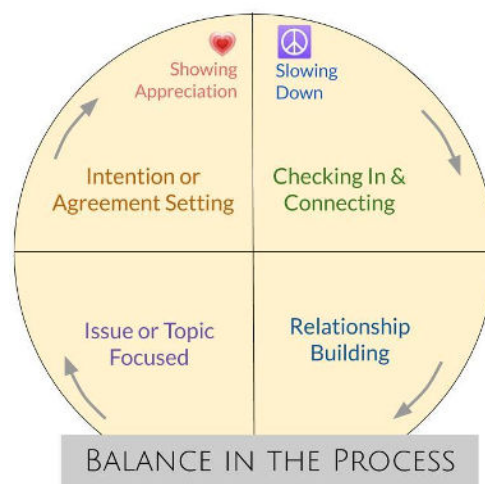 Showing
Appreciation
Slowing
Down
Intention or
Agreement Setting
Checking In &
Connecting
Issue or Topic
Focused
Relationship
Building
BALANCE IN THE PROCESS